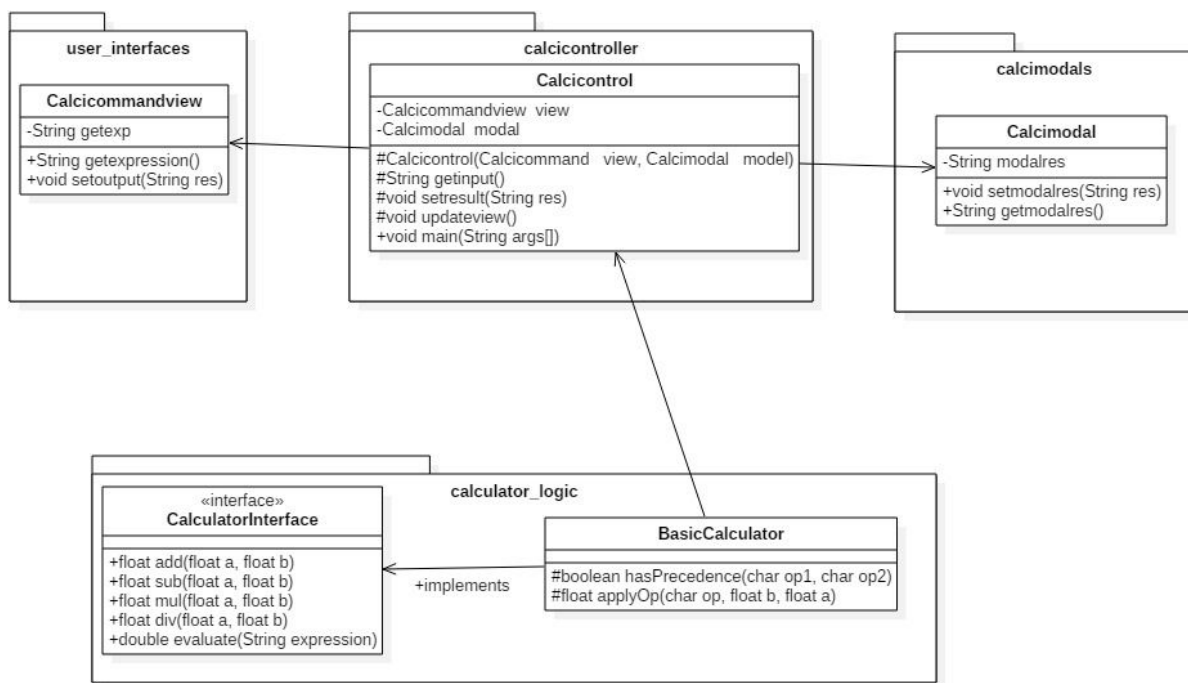 user_interfaces
Calcicommandview
-String getexp
+String getexpression()
+void setoutput(String res)
calcicontroller
Calcicontrol
-Calcicommandview view
-Calcimodal modal
#Calcicontrol(Calcicommand view, Calcimodal model)
#String getinput()
#void setresult(String res)
#void updateview()
+void main(String args[])
calcimodals
Calcimodal
-String modalres
+void setmodalres(String res)
+String getmodalres()
calculator_logic
«interface»
CalculatorInterface
+float add(float a, float b)
+float sub(float a, float b)
+float mul(float a, float b)
+float div(float a, float b)
+double evaluate(String expression)
+implements
BasicCalculator
#boolean hasPrecedence(char op1, char op2)
#float applyOp(char op, float b, float a)